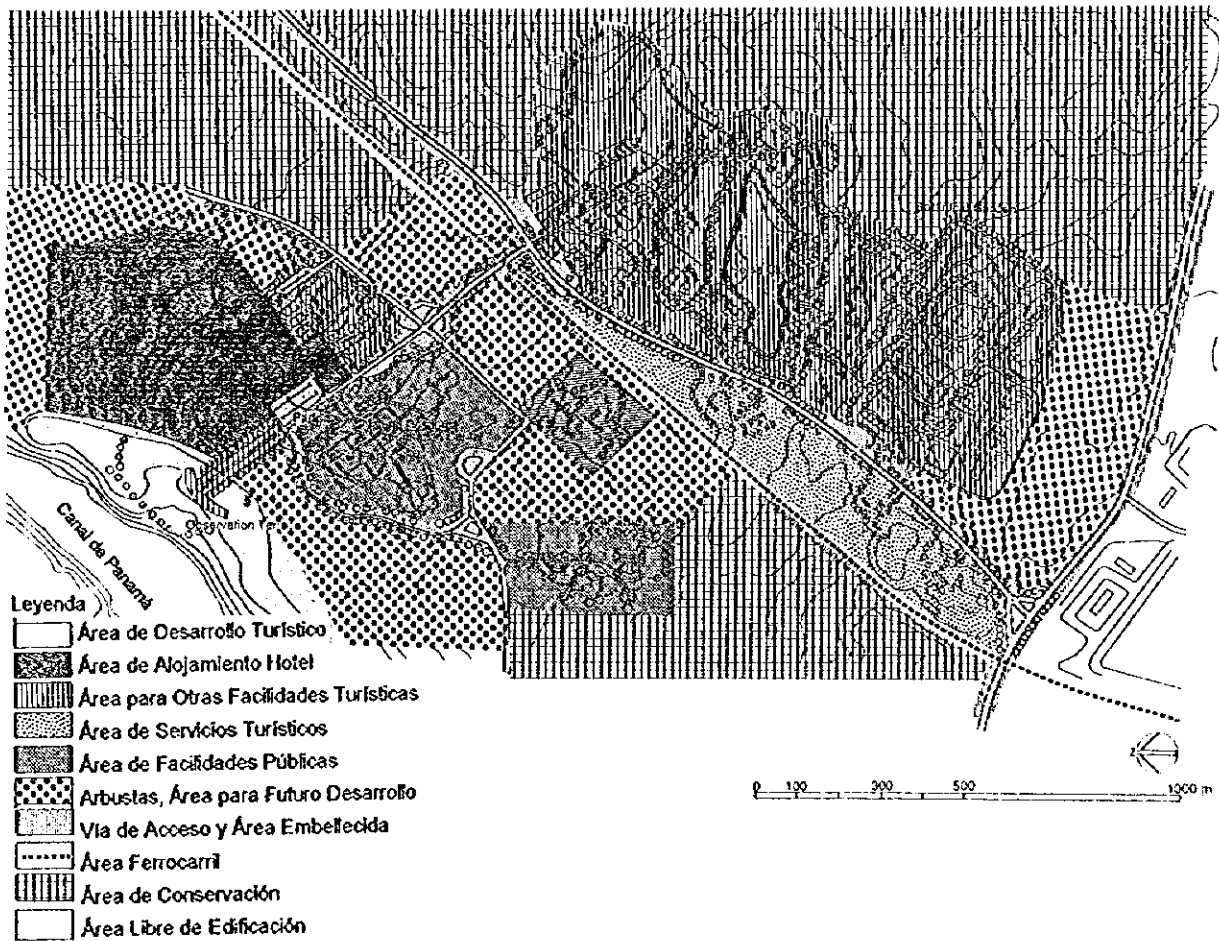 Canal de Panamá
Leyenda
Área de Desarrollo Turístico
Área de Alojamiento Hotel
Área para Otras Facilidades Turísticas
Área de Servicios Turísticos
Área de Facilidades Públicas
Arbustas, Área para Futuro Desarrollo
Vía de Acceso y Área Embellecida
Área Ferrocarril
Área de Conservación
Área Libre de Edificación
Observation
Z
0 100 300 500 1000 m